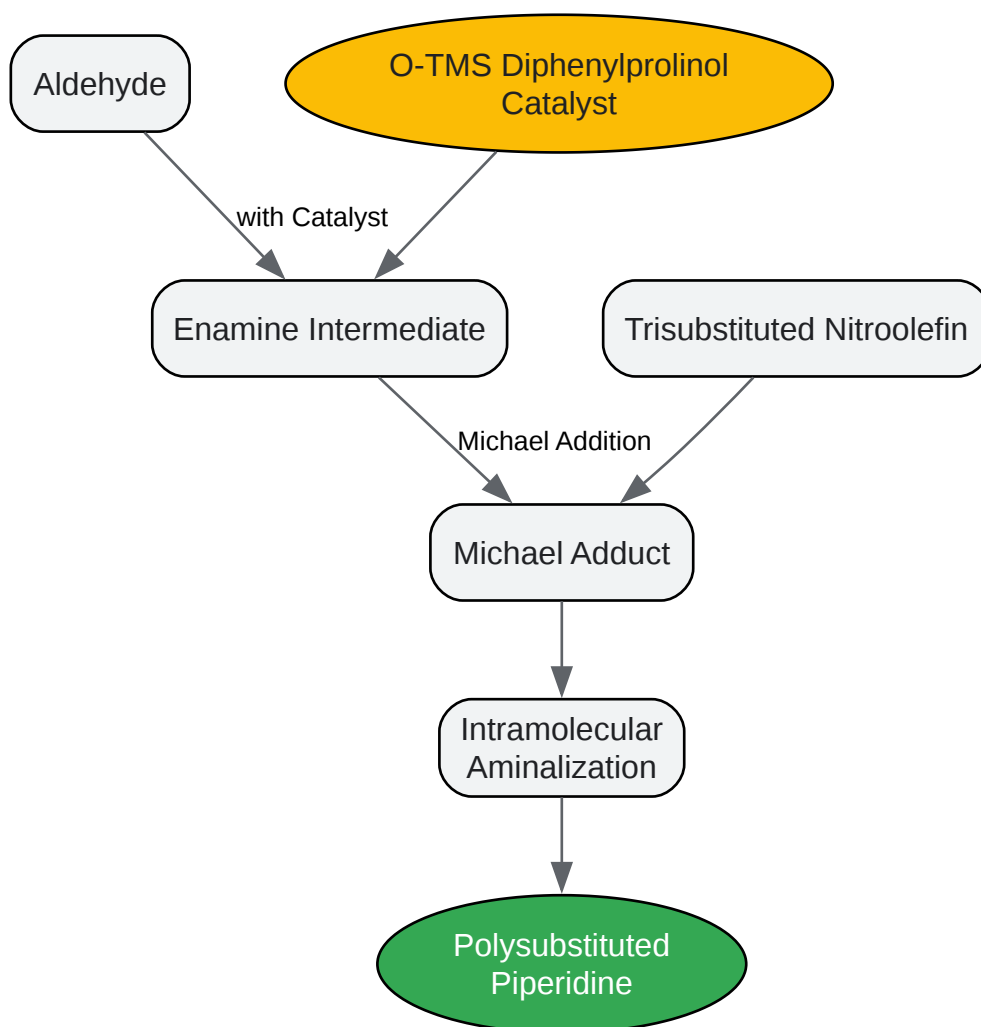 Aldehyde
O-TMS Diphenylprolinol
Catalyst
with Catalyst
Enamine Intermediate
Trisubstituted Nitroolefin
Michael Addition
Michael Adduct
Intramolecular
Aminalization
Polysubstituted
Piperidine